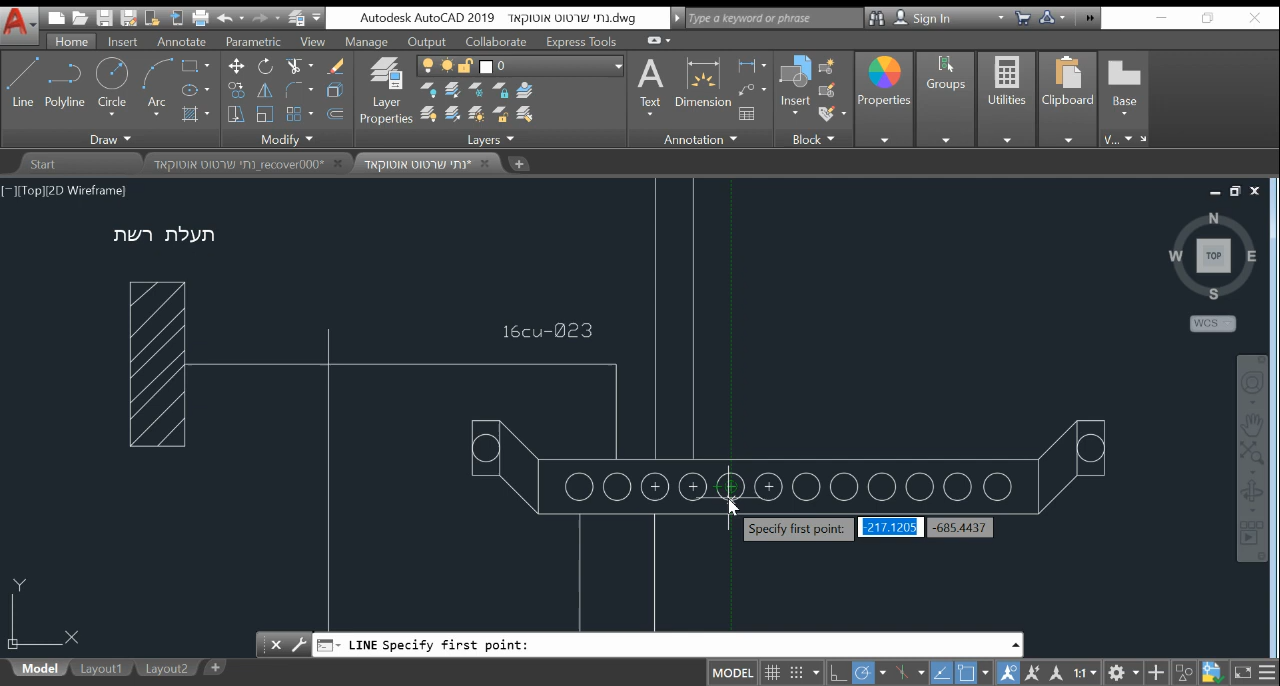 Autodesk AutoCAD 2019 נתי שרטוט אוטוקאד.dwg
Type a keyword or phrase
Sign In
Home Insert Annotate Parametric View Manage Output Collaborate Express Tools
0
Line Polyline Circle Arc
Layer Properties
Text Dimension
Insert
Properties Groups Utilities Clipboard Base
Draw Modify Layers Annotation Block V...
Start נתי שרטוט אוטוקאד_recover000* נתי שרטוט אוטוקאד*
[−][Top][2D Wireframe]
תעלת רשת
N
W TOP E
S
WCS
16cu-Ø23
Specify first point: -217.1205 -685.4437
Y
X
LINE Specify first point:
Model Layout1 Layout2
MODEL 1:1